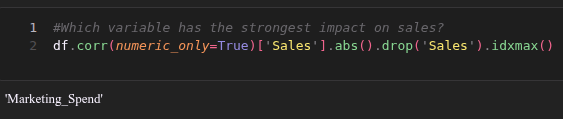 1 #Which variable has the strongest impact on sales?
2 df.corr(numeric_only=True)['Sales'].abs().drop('Sales').idxmax()
'Marketing_Spend'